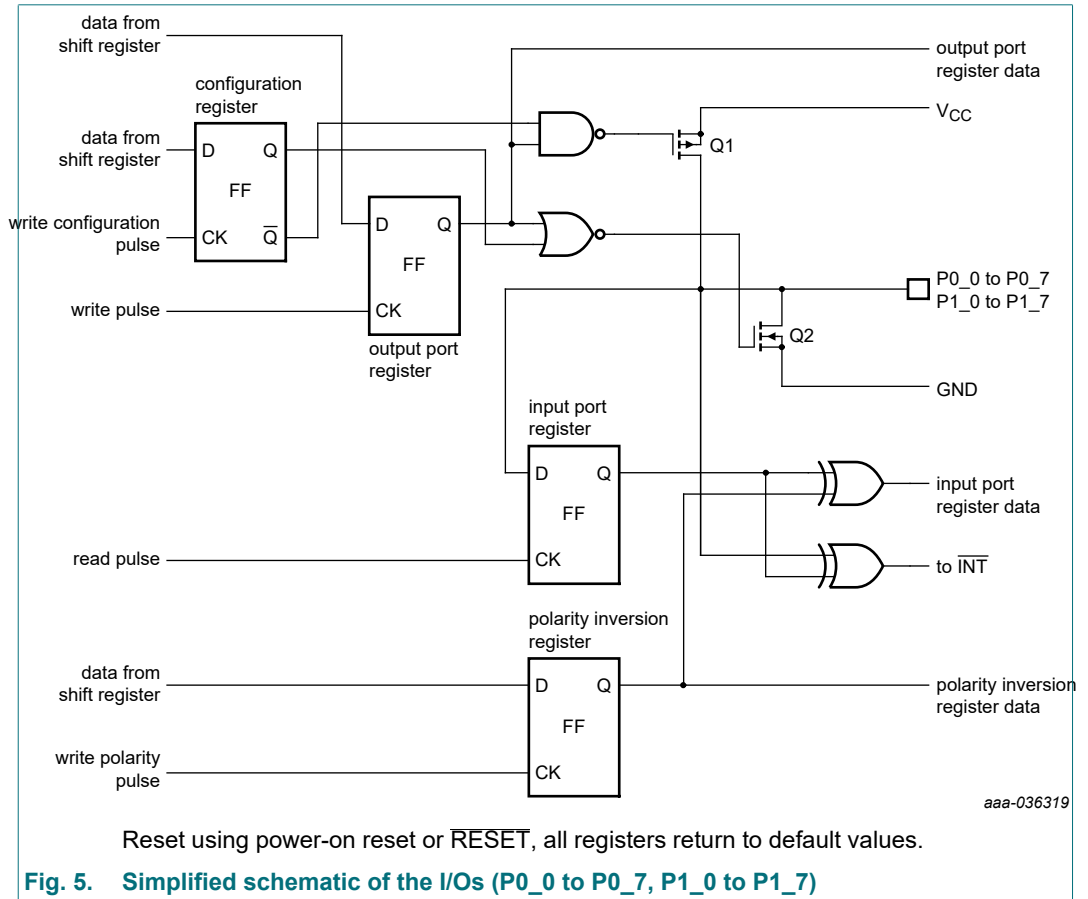 data from
shift register
output port
register data
configuration
register
V_CC
data from
shift register
D
Q
Q1
FF
write configuration
pulse
CK
Q̅
D
Q
FF
P0_0 to P0_7
P1_0 to P1_7
write pulse
CK
Q2
output port
register
GND
input port
register
D
Q
input port
register data
FF
read pulse
CK
to I̅N̅T̅
polarity inversion
register
data from
shift register
D
Q
polarity inversion
register data
FF
write polarity
pulse
CK
aaa-036319
Reset using power-on reset or R̅E̅S̅E̅T̅, all registers return to default values.
Fig. 5. Simplified schematic of the I/Os (P0_0 to P0_7, P1_0 to P1_7)